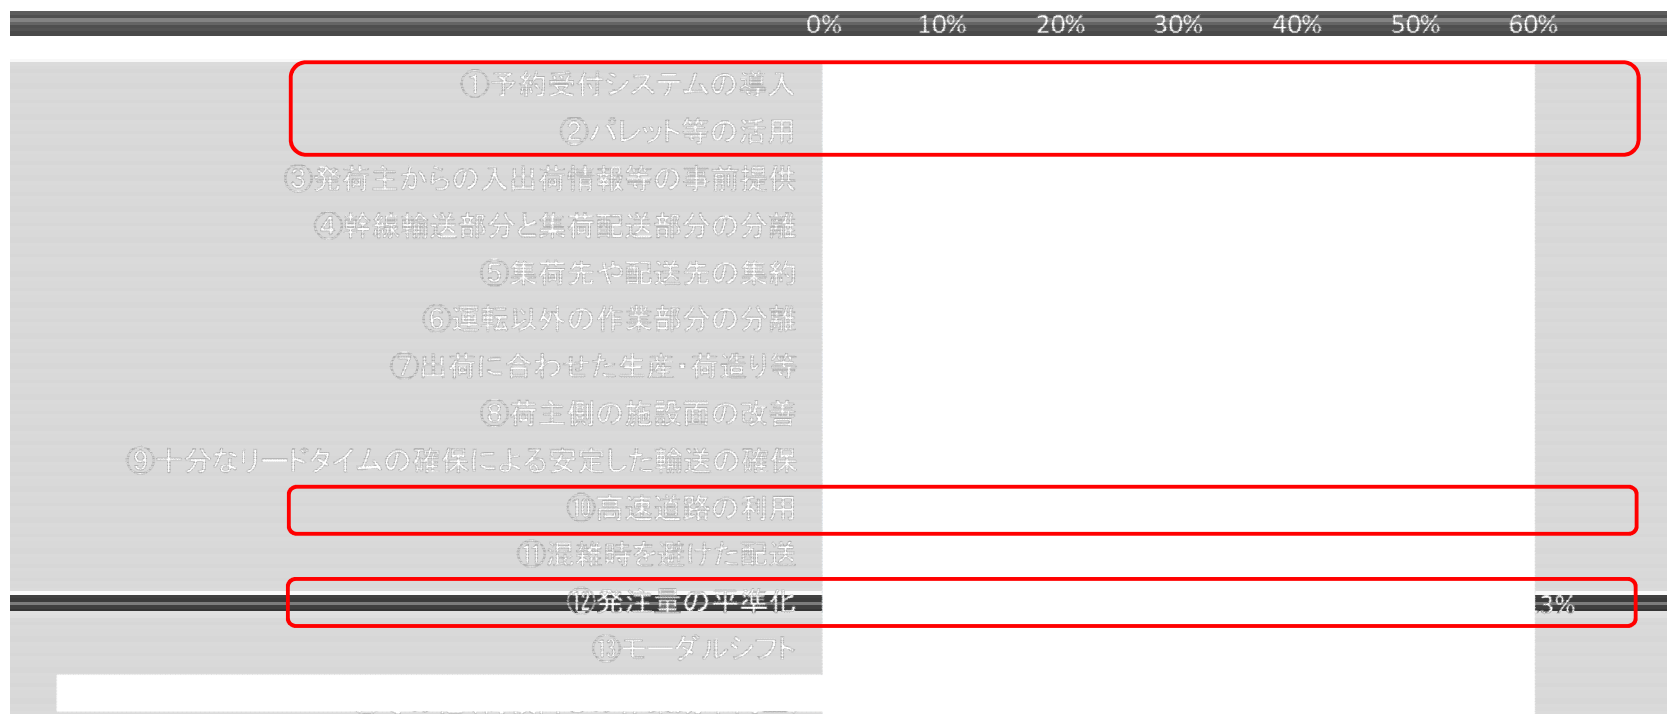 0% 10% 20% 30% 40% 50% 60%
①予約受付システムの導入
②パレット等の活用
③発荷主からの入出荷情報等の事前提供
④幹線輸送部分と集荷配送部分の分離
⑤集荷先や配送先の集約
⑥運転以外の作業部分の分離
⑦出荷に合わせた生産・荷造り等
⑧荷主側の施設面の改善
⑨十分なリードタイムの確保による安定した輸送の確保
⑩高速道路の利用
⑪混雑時を避けた配送
⑫発注量の平準化 3%
⑬モーダルシフト